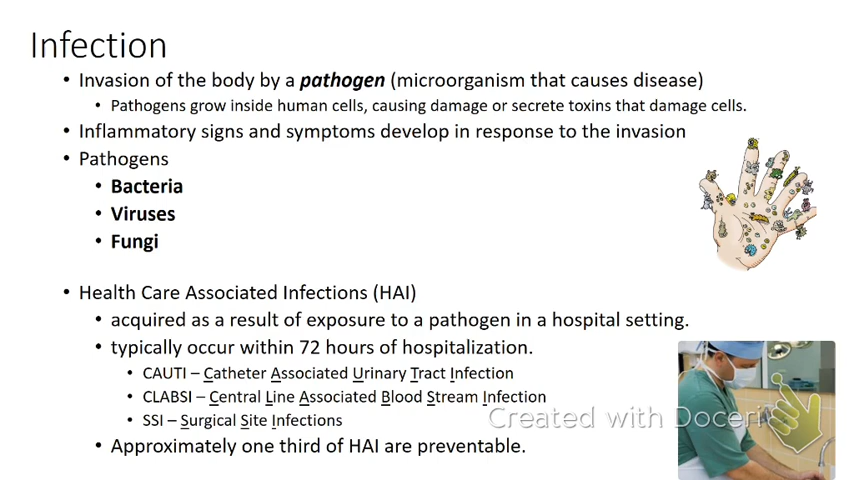 Infection
• Invasion of the body by a pathogen (microorganism that causes disease)
• Pathogens grow inside human cells, causing damage or secrete toxins that damage cells.
• Inflammatory signs and symptoms develop in response to the invasion
• Pathogens
• Bacteria
• Viruses
• Fungi
• Health Care Associated Infections (HAI)
• acquired as a result of exposure to a pathogen in a hospital setting.
• typically occur within 72 hours of hospitalization.
• CAUTI – Catheter Associated Urinary Tract Infection
• CLABSI – Central Line Associated Blood Stream Infection
• SSI – Surgical Site Infections
Created with Doceri
• Approximately one third of HAI are preventable.